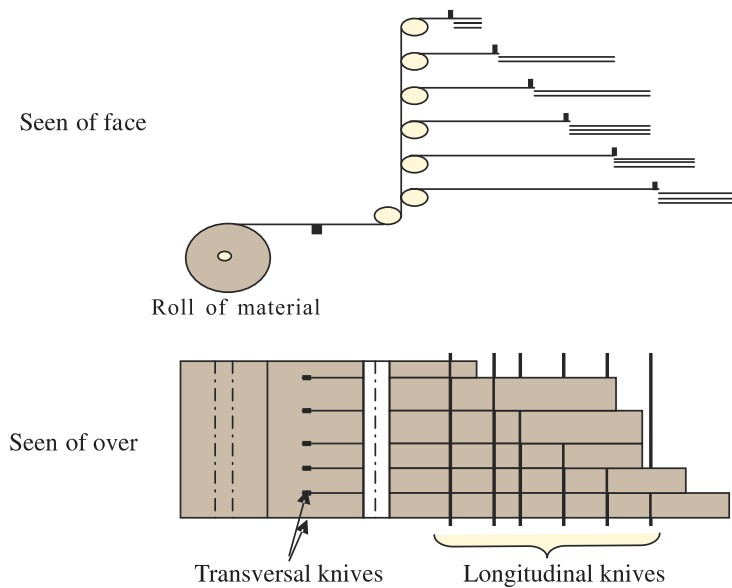 Seen of face
Roll of material
Seen of over
Transversal knives
Longitudinal knives